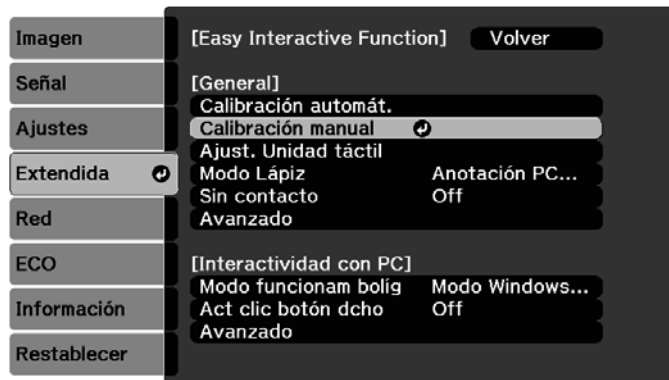 Imagen
Señal
Ajustes
Extendida
Red
ECO
Información
Restablecer
[Easy Interactive Function] Volver
[General]
Calibración automát.
Calibración manual
Ajust. Unidad táctil
Modo Lápiz Anotación PC...
Sin contacto Off
Avanzado
[Interactividad con PC]
Modo funcionam bolíg Modo Windows...
Act clic botón dcho Off
Avanzado